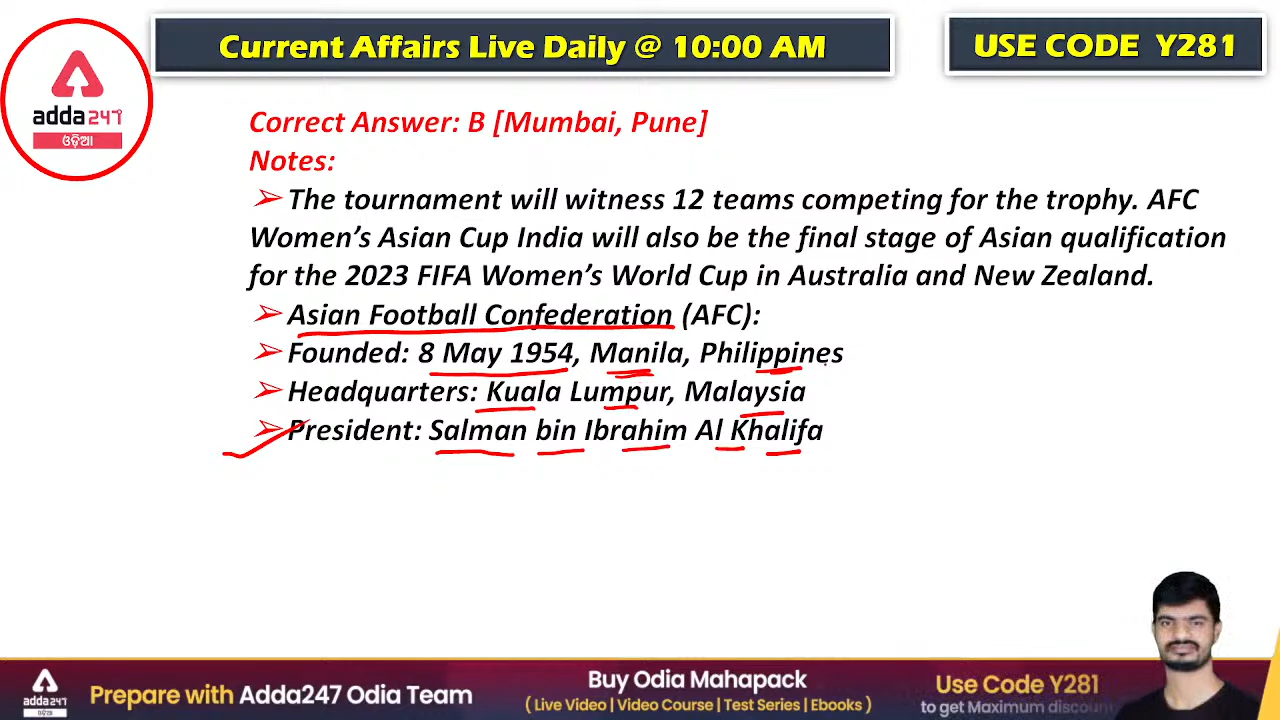 Current Affairs Live Daily @ 10:00 AM
USE CODE Y281
adda247
ଓଡ଼ିଆ
Correct Answer: B [Mumbai, Pune]
Notes:
➢ The tournament will witness 12 teams competing for the trophy. AFC
Women’s Asian Cup India will also be the final stage of Asian qualification
for the 2023 FIFA Women’s World Cup in Australia and New Zealand.
➢ Asian Football Confederation (AFC):
➢ Founded: 8 May 1954, Manila, Philippines
➢ Headquarters: Kuala Lumpur, Malaysia
➢ President: Salman bin Ibrahim Al Khalifa
adda247
Prepare with Adda247 Odia Team
Buy Odia Mahapack
( Live Video | Video Course | Test Series | Ebooks )
Use Code Y281
to get Maximum discoun